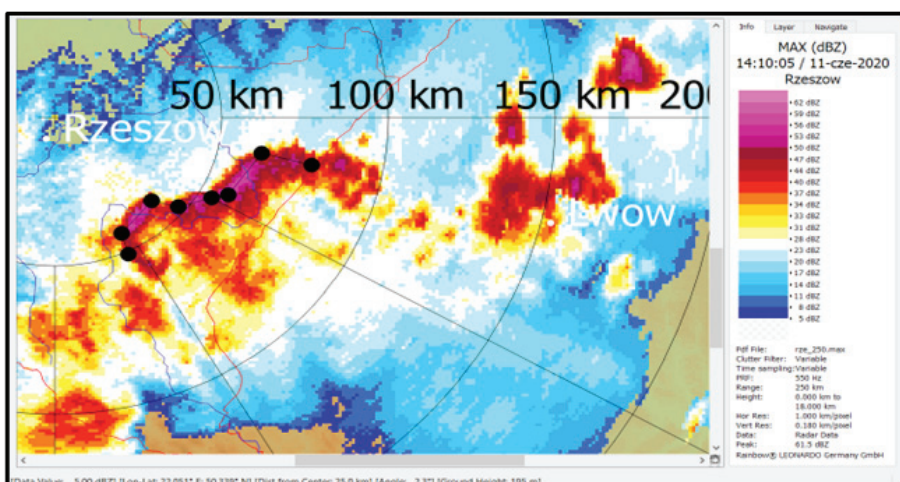 Info Layer Navigate
MAX (dBZ)
14:10:05 / 11-cze-2020
Rzeszow
50 km 100 km 150 km 200
Rzeszow
Lwow
62 dBZ
59 dBZ
56 dBZ
53 dBZ
50 dBZ
47 dBZ
44 dBZ
40 dBZ
37 dBZ
34 dBZ
33 dBZ
31 dBZ
28 dBZ
23 dBZ
20 dBZ
17 dBZ
14 dBZ
11 dBZ
8 dBZ
5 dBZ
Pdf File: rze_250.max
Clutter Filter: Variable
Time sampling:Variable
PRF: 550 Hz
Range: 250 km
Height: 0.000 km to
18.000 km
Hor Res: 1.000 km/pixel
Vert Res: 0.180 km/pixel
Data: Radar Data
Peak: 61.5 dBZ
Rainbow® LEONARDO Germany GmbH